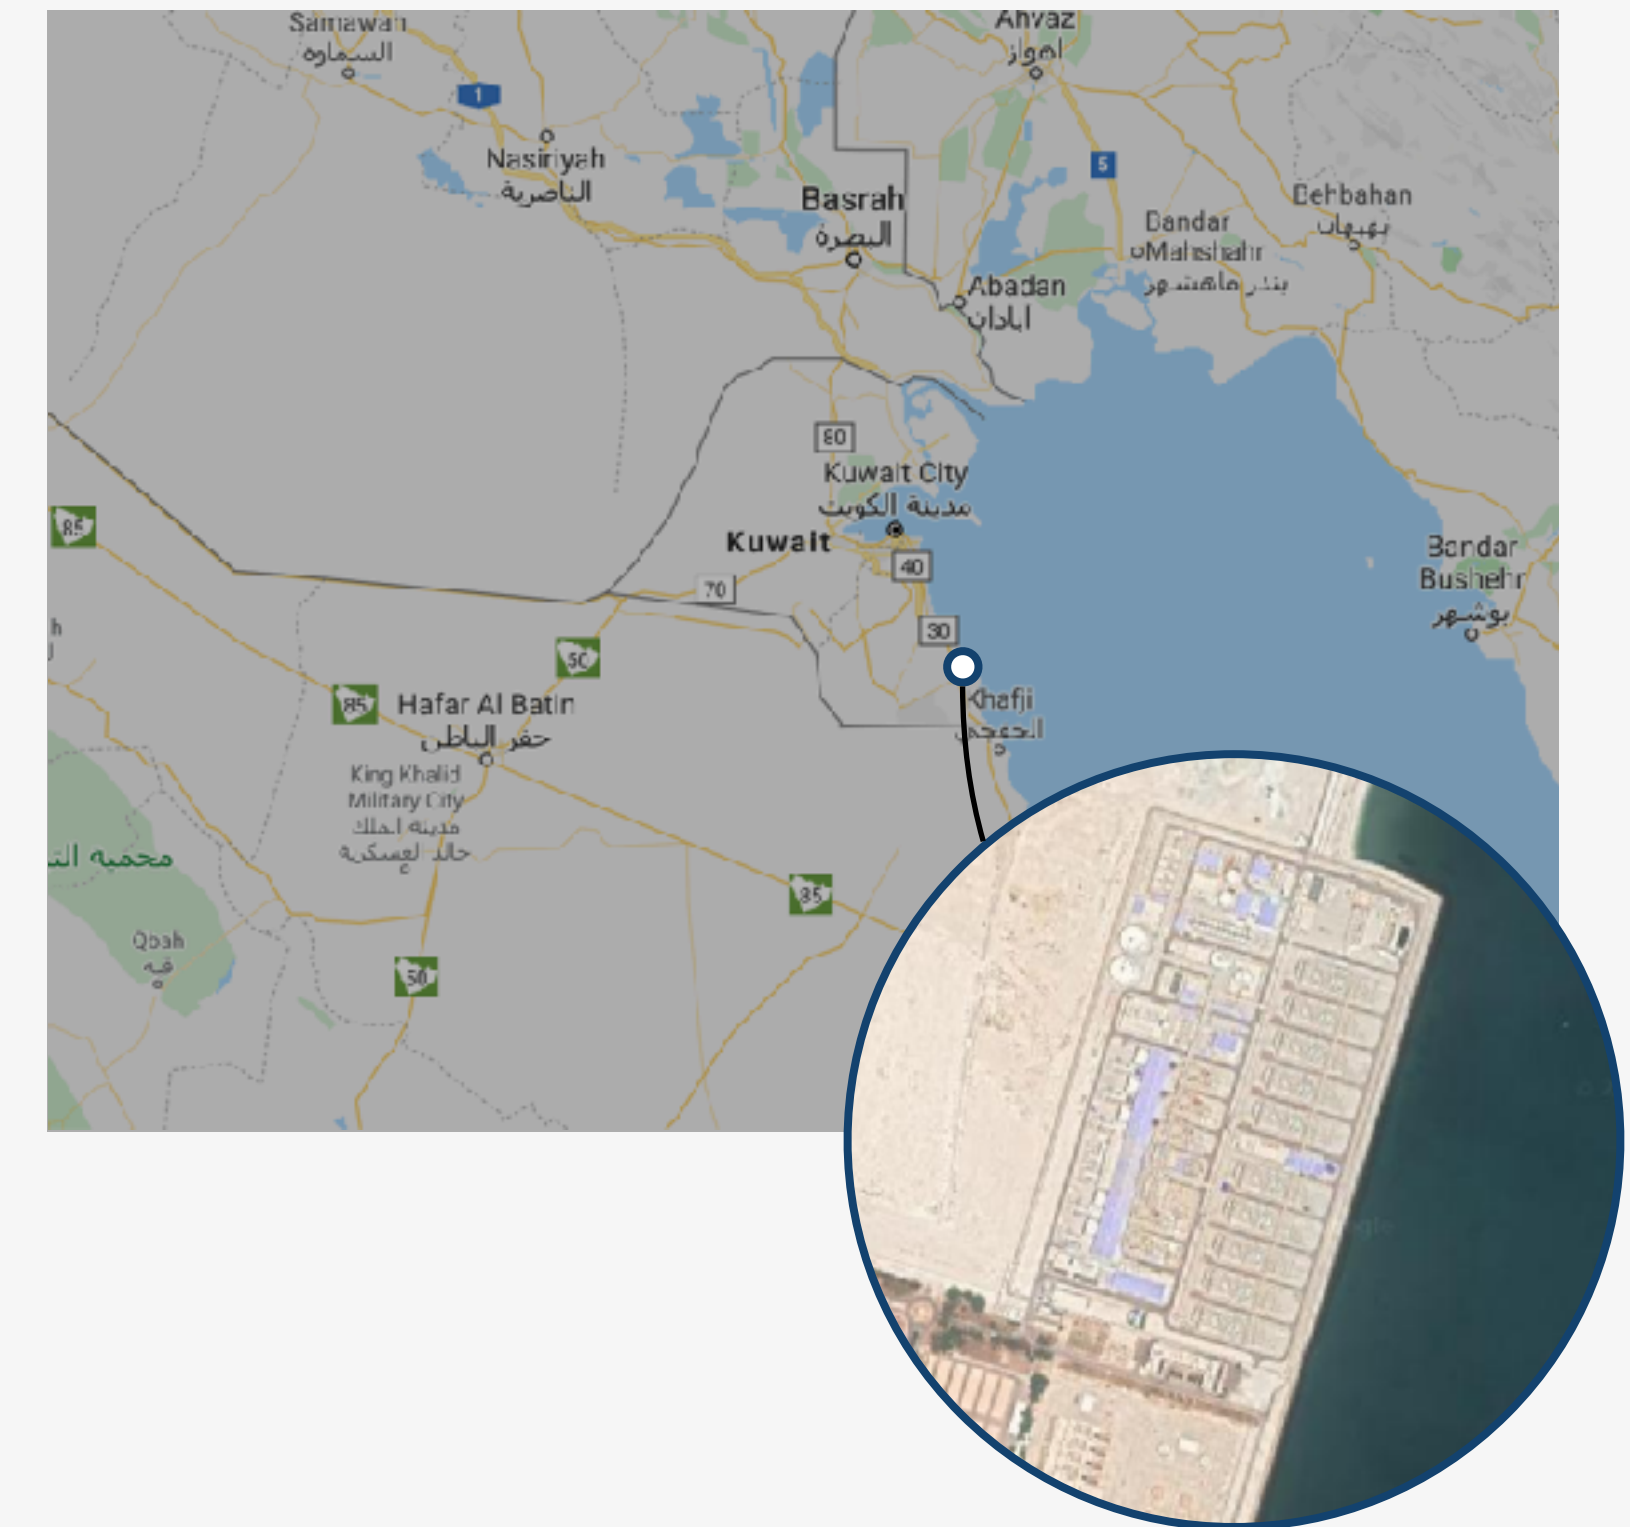 Samawah
السماوة
1
Nasiriyah
الناصرية
Ahvaz
اهواز
5
Basrah
البصرة
Behbahan
بهبهان
Bandar
Mahshahr
بندر ماهشهر
Abadan
آبادان
80
Kuwait City
مدينة الكويت
Kuwait
85
40
70
30
Bandar
Bushehr
بوشهر
50
85
Hafar Al Batin
حفر الباطن
Khafji
الخفجي
King Khalid
Military City
مدينة الملك
خالد العسكرية
85
Qbah
قبه
50